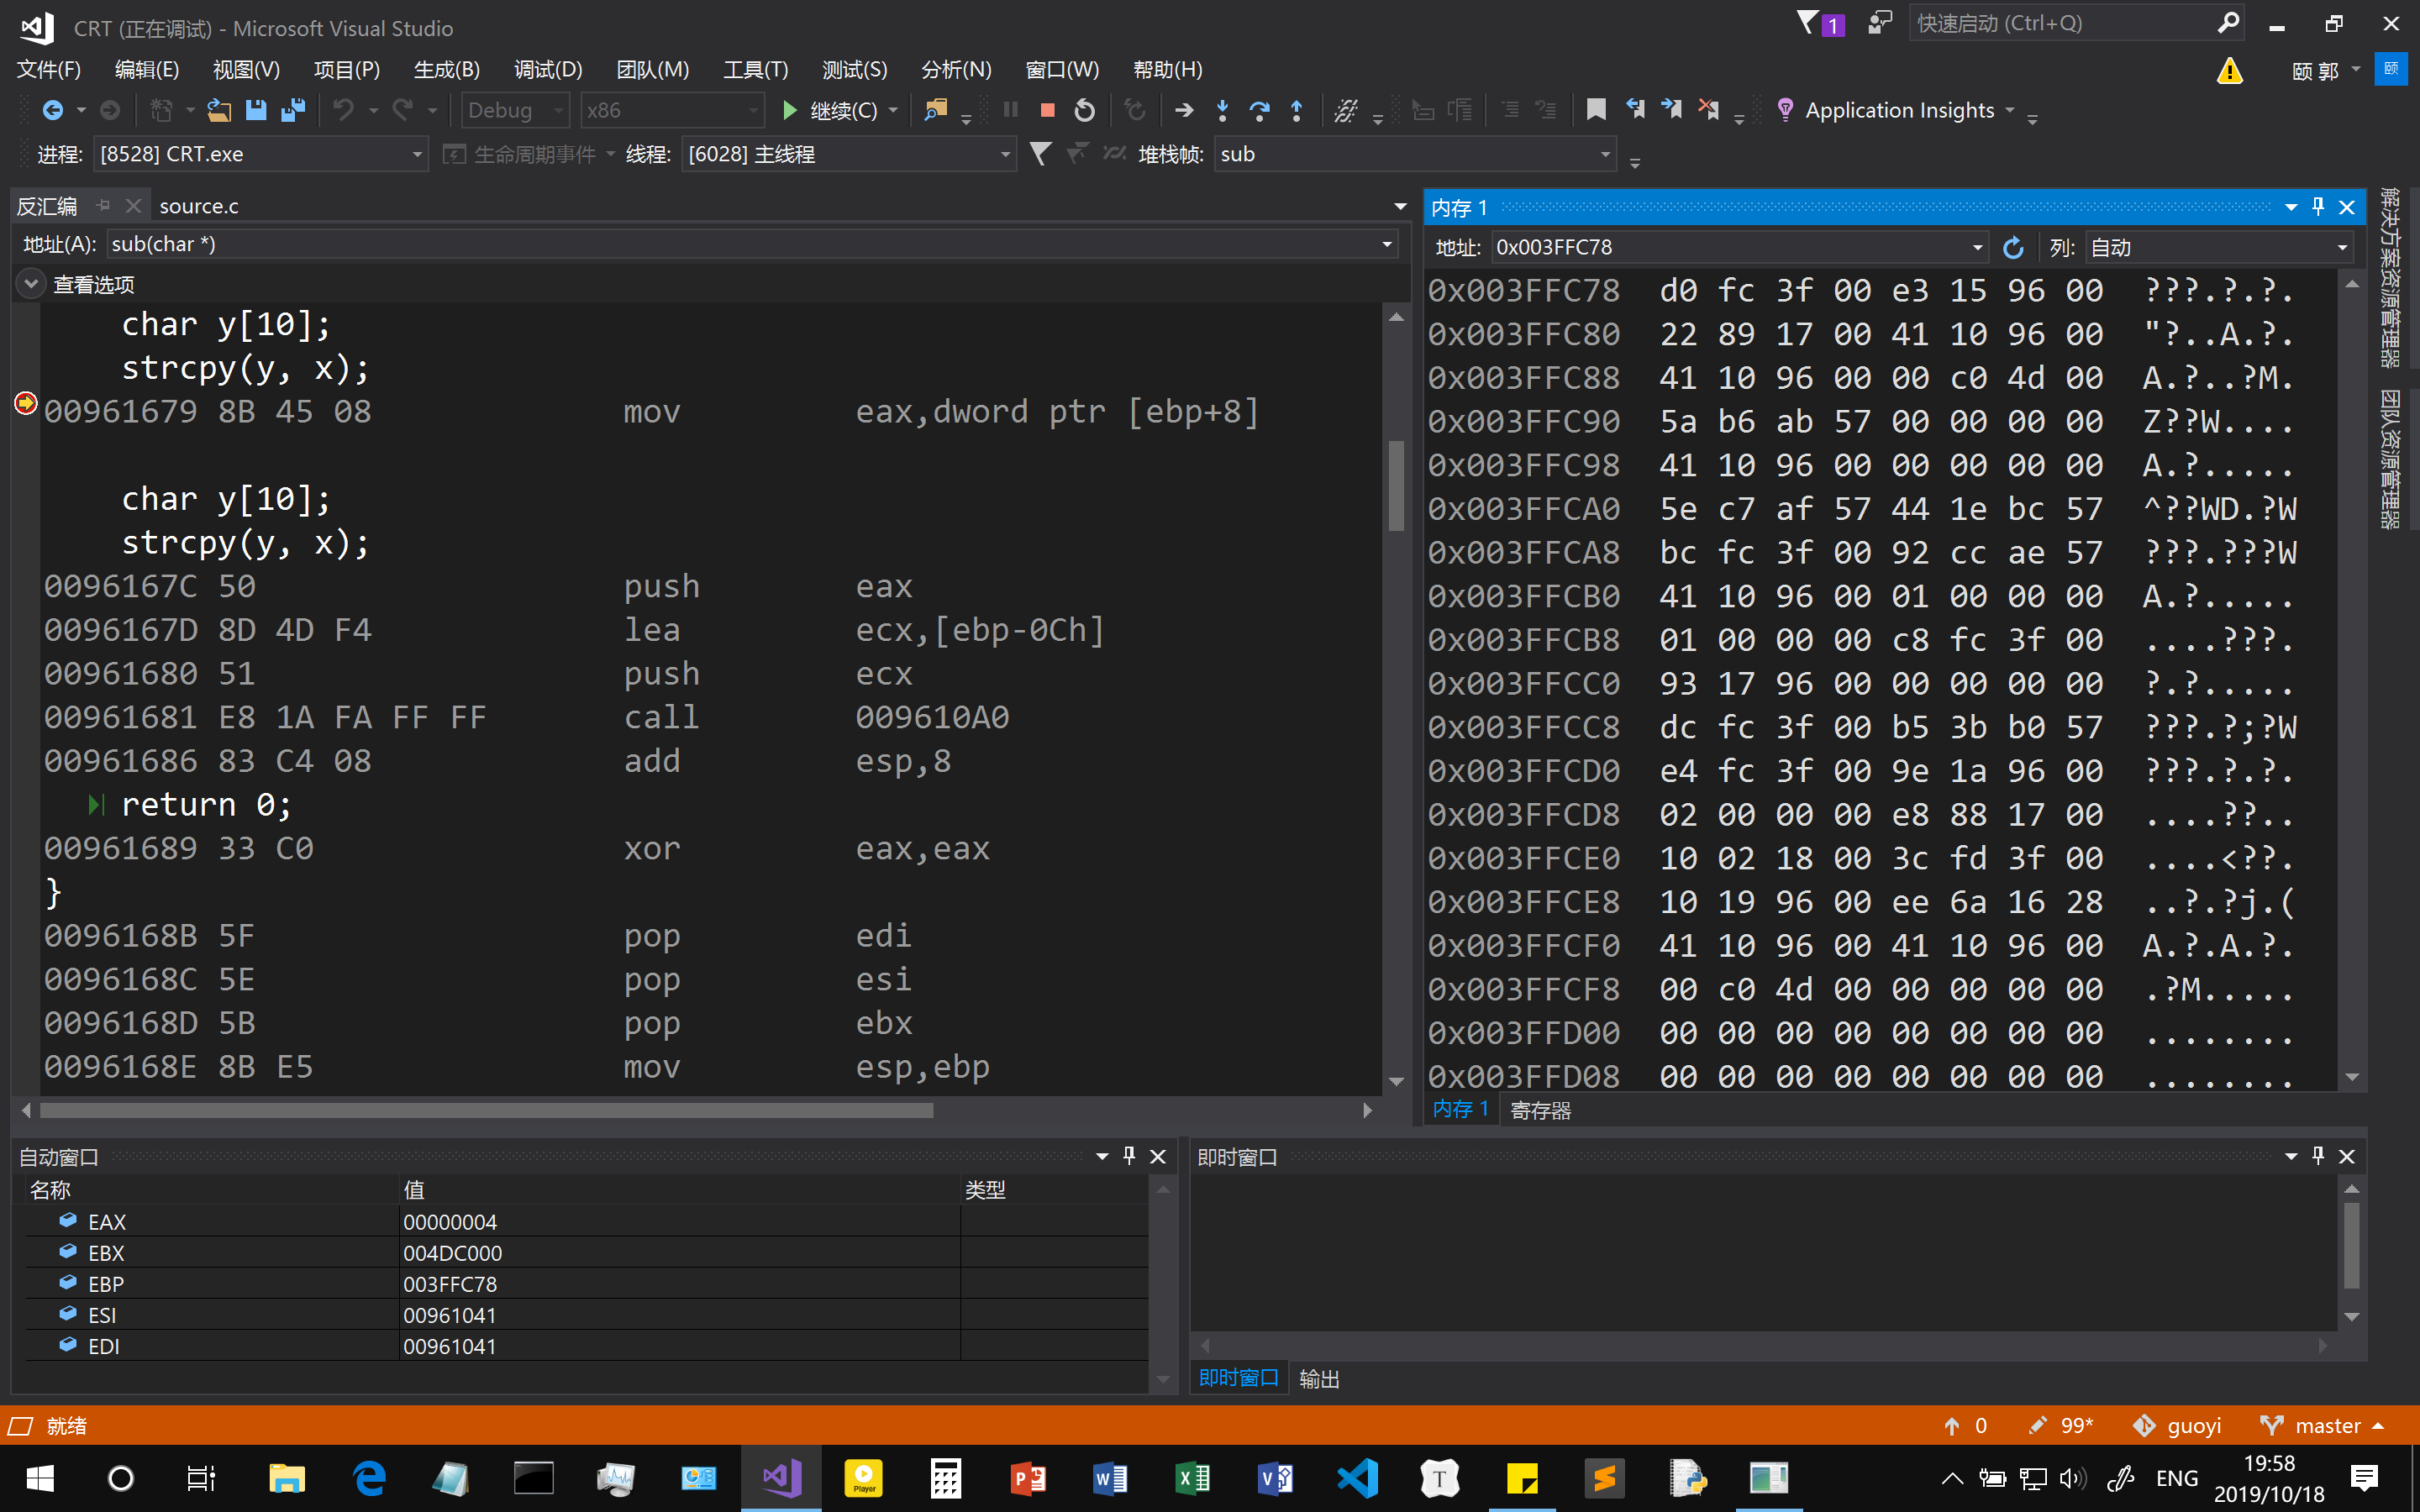 CRT (正在调试) - Microsoft Visual Studio
1
快速启动 (Ctrl+Q)
文件(F) 编辑(E) 视图(V) 项目(P) 生成(B) 调试(D) 团队(M) 工具(T) 测试(S) 分析(N) 窗口(W) 帮助(H)
颐 郭
颐
Debug x86 继续(C) Application Insights
进程: [8528] CRT.exe 生命周期事件 线程: [6028] 主线程 堆栈帧: sub
反汇编 source.c
地址(A): sub(char *)
查看选项
char y[10];
strcpy(y, x);
00961679 8B 45 08 mov eax,dword ptr [ebp+8]
char y[10];
strcpy(y, x);
0096167C 50 push eax
0096167D 8D 4D F4 lea ecx,[ebp-0Ch]
00961680 51 push ecx
00961681 E8 1A FA FF FF call 009610A0
00961686 83 C4 08 add esp,8
return 0;
00961689 33 C0 xor eax,eax
}
0096168B 5F pop edi
0096168C 5E pop esi
0096168D 5B pop ebx
0096168E 8B E5 mov esp,ebp
内存 1
地址: 0x003FFC78 列: 自动
0x003FFC78 d0 fc 3f 00 e3 15 96 00 ???.?.?.
0x003FFC80 22 89 17 00 41 10 96 00 "?..A.?.
0x003FFC88 41 10 96 00 00 c0 4d 00 A.?..?M.
0x003FFC90 5a b6 ab 57 00 00 00 00 Z??W....
0x003FFC98 41 10 96 00 00 00 00 00 A.?.....
0x003FFCA0 5e c7 af 57 44 1e bc 57 ^??WD.?W
0x003FFCA8 bc fc 3f 00 92 cc ae 57 ???.???W
0x003FFCB0 41 10 96 00 01 00 00 00 A.?.....
0x003FFCB8 01 00 00 00 c8 fc 3f 00 ....???.
0x003FFCC0 93 17 96 00 00 00 00 00 ?.?.....
0x003FFCC8 dc fc 3f 00 b5 3b b0 57 ???.?;?W
0x003FFCD0 e4 fc 3f 00 9e 1a 96 00 ???.?.?.
0x003FFCD8 02 00 00 00 e8 88 17 00 ....??..
0x003FFCE0 10 02 18 00 3c fd 3f 00 ....<??.
0x003FFCE8 10 19 96 00 ee 6a 16 28 ..?.?j.(
0x003FFCF0 41 10 96 00 41 10 96 00 A.?.A.?.
0x003FFCF8 00 c0 4d 00 00 00 00 00 .?M.....
0x003FFD00 00 00 00 00 00 00 00 00 ........
0x003FFD08 00 00 00 00 00 00 00 00 ........
内存 1 寄存器
解决方案资源管理器
团队资源管理器
自动窗口
名称 值 类型
EAX 00000004
EBX 004DC000
EBP 003FFC78
ESI 00961041
EDI 00961041
即时窗口
即时窗口 输出
就绪 0 99* guoyi master
Player
ENG
19:58
2019/10/18